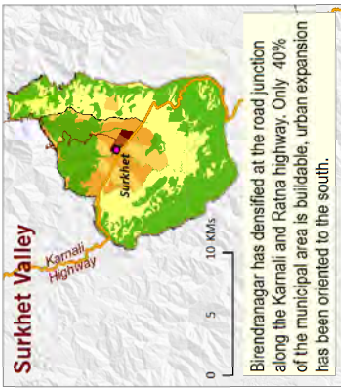 Surkhet Valley
Karnali
Highway
Surkhet
0 5 10 KMs
Birendranagar has densified at the road junction
along the Karnali and Ratna highway. Only 40%
of the municipal area is buildable, urban expansion
has been oriented to the south.